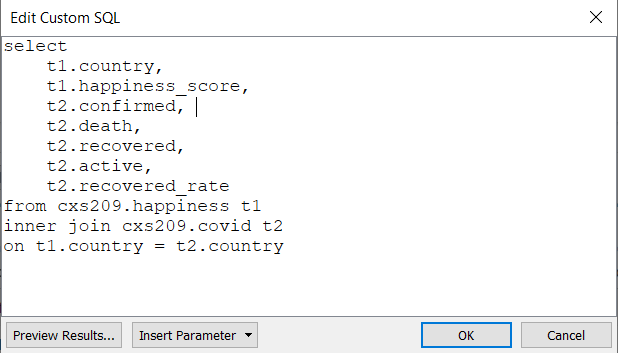 Edit Custom SQL
select
t1.country,
t1.happiness_score,
t2.confirmed,
t2.death,
t2.recovered,
t2.active,
t2.recovered_rate
from cxs209.happiness t1
inner join cxs209.covid t2
on t1.country = t2.country
Preview Results... Insert Parameter OK Cancel